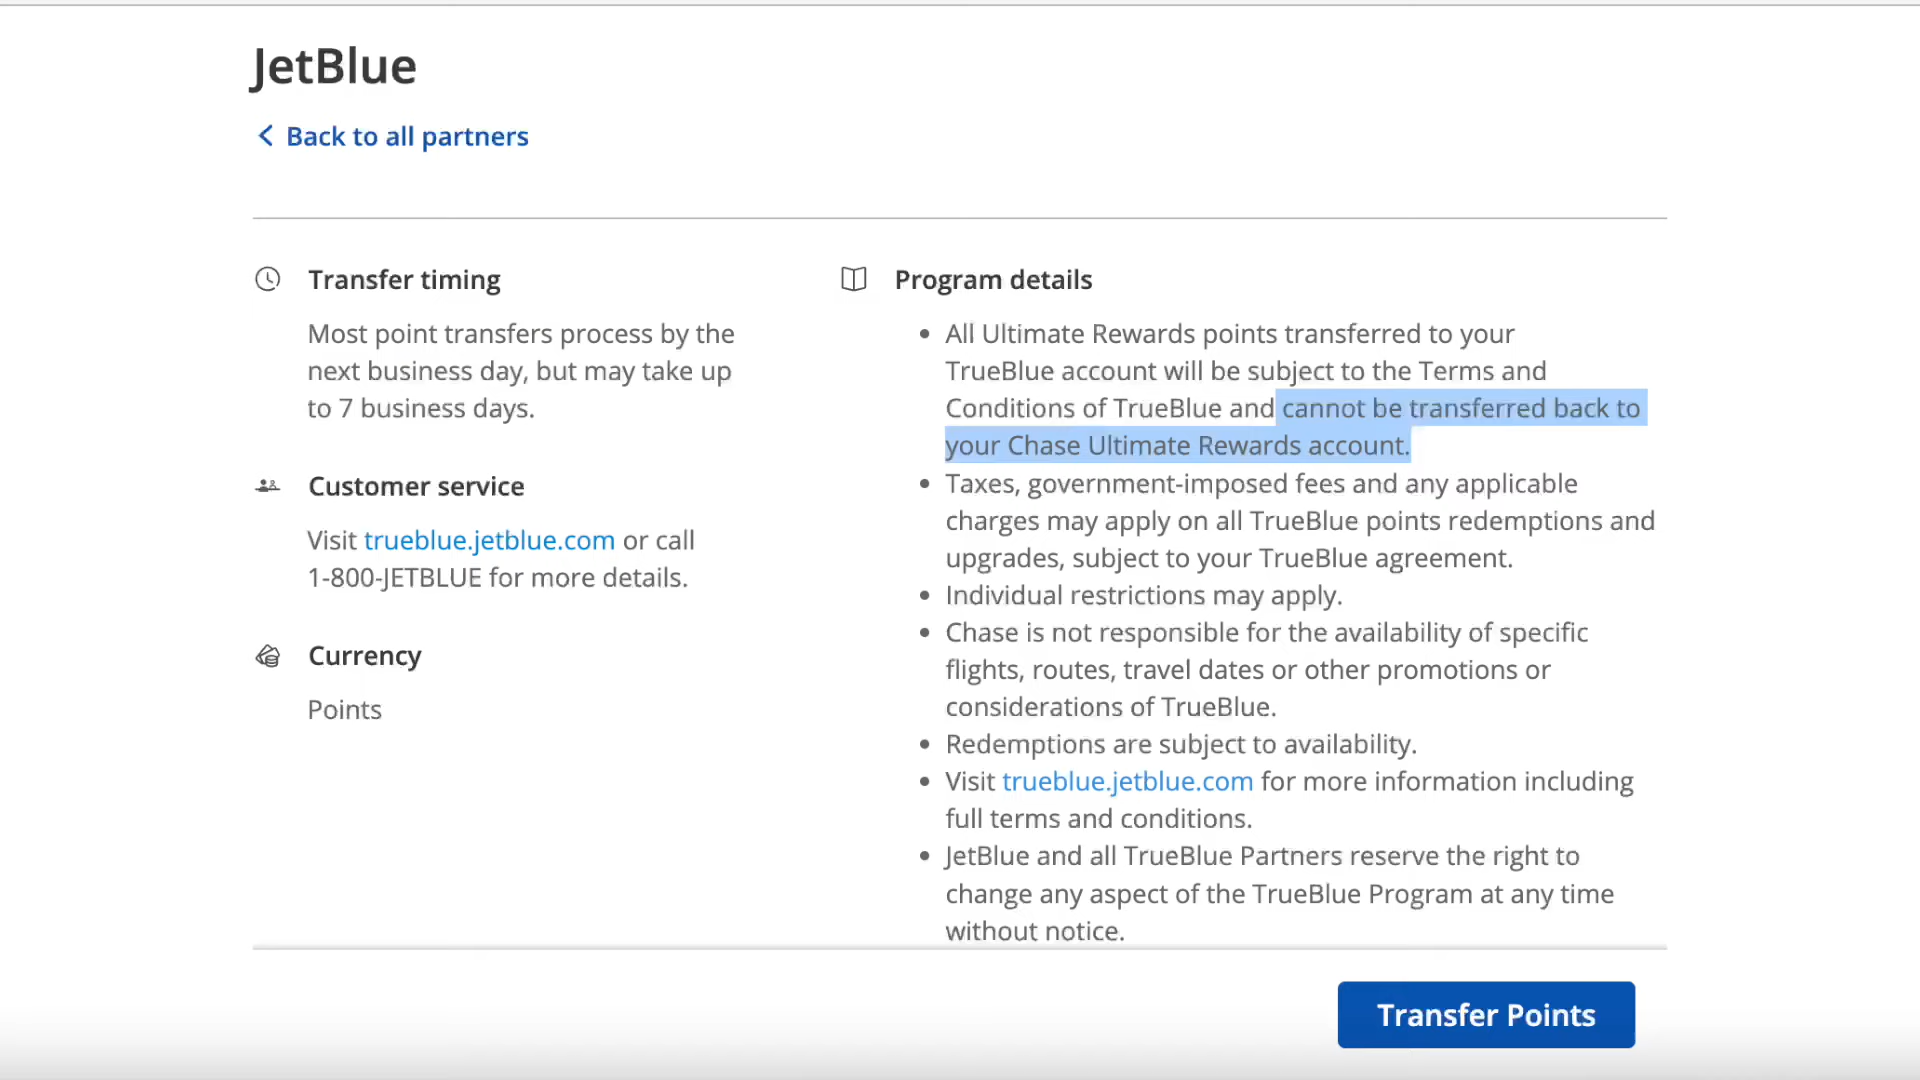 JetBlue
Back to all partners
Transfer timing
Most point transfers process by the
next business day, but may take up
to 7 business days.
Customer service
Visit trueblue.jetblue.com or call
1-800-JETBLUE for more details.
Currency
Points
Program details
• All Ultimate Rewards points transferred to your
TrueBlue account will be subject to the Terms and
Conditions of TrueBlue and cannot be transferred back to
your Chase Ultimate Rewards account.
• Taxes, government-imposed fees and any applicable
charges may apply on all TrueBlue points redemptions and
upgrades, subject to your TrueBlue agreement.
• Individual restrictions may apply.
• Chase is not responsible for the availability of specific
flights, routes, travel dates or other promotions or
considerations of TrueBlue.
• Redemptions are subject to availability.
• Visit trueblue.jetblue.com for more information including
full terms and conditions.
• JetBlue and all TrueBlue Partners reserve the right to
change any aspect of the TrueBlue Program at any time
without notice.
Transfer Points